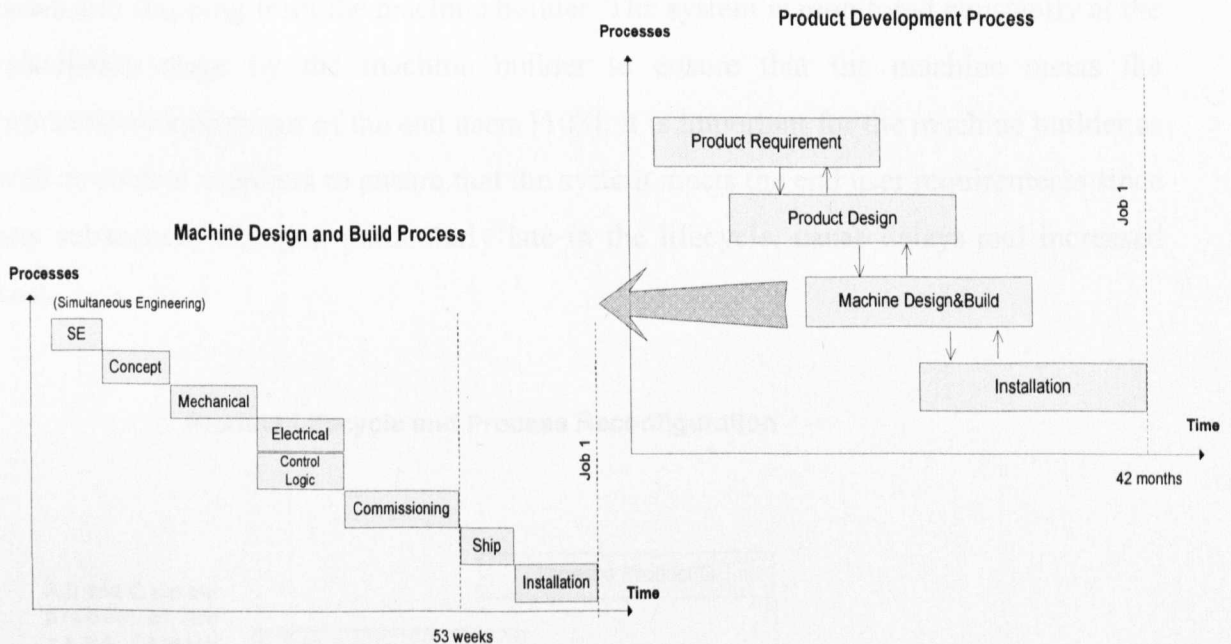 Product Development Process
Processes
Product Requirement
Product Design
Machine Design&Build
Installation
Job 1
Time
42 months
Machine Design and Build Process
Processes
(Simultaneous Engineering)
SE
Concept
Mechanical
Electrical
Control
Logic
Commissioning
Ship
Installation
Job 1
Time
53 weeks